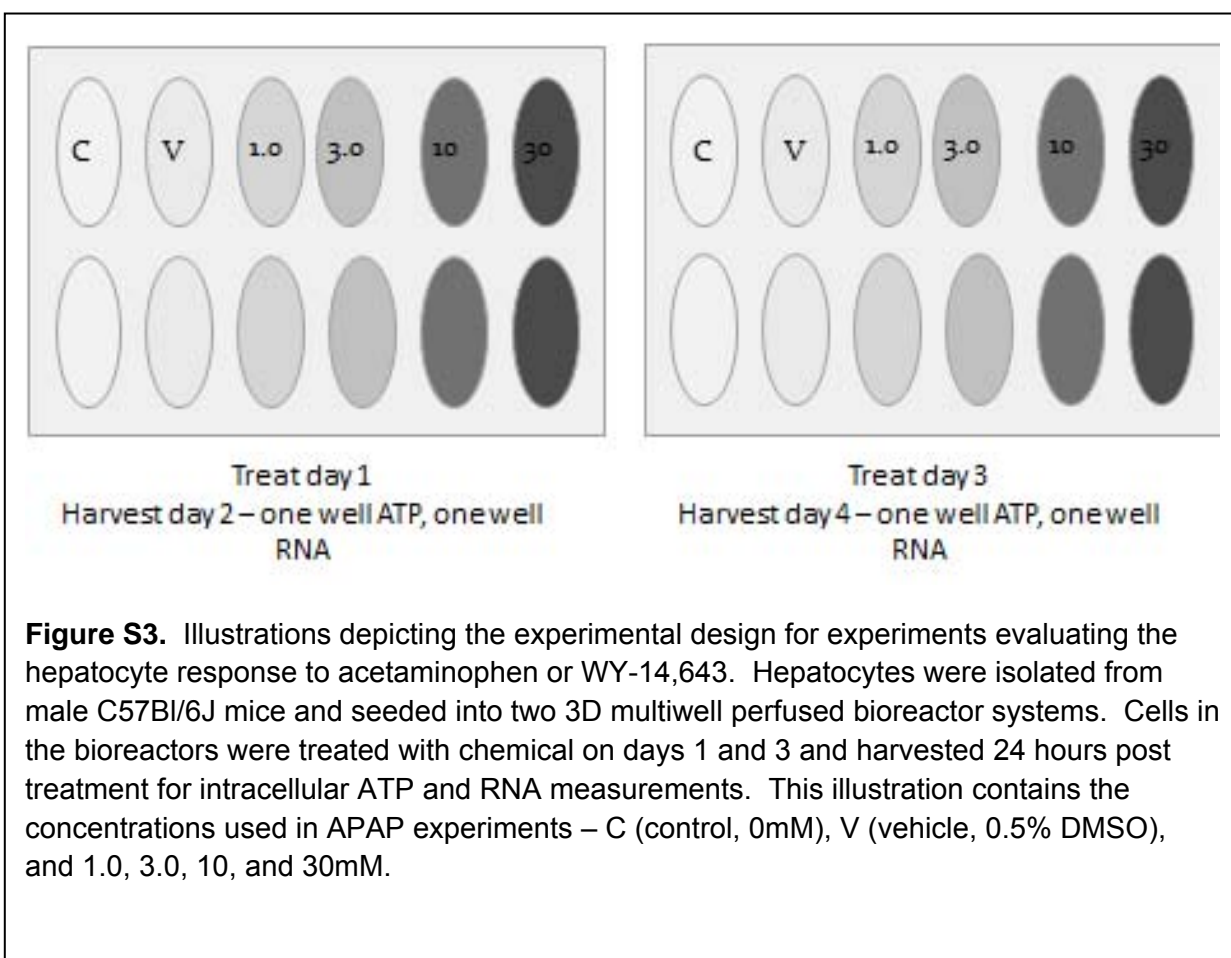 C V 1.0 3.0 10 30
C V 1.0 3.0 10 30
Treat day 1
Harvest day 2 – one well ATP, one well
RNA
Treat day 3
Harvest day 4 – one well ATP, one well
RNA
Figure S3. Illustrations depicting the experimental design for experiments evaluating the
hepatocyte response to acetaminophen or WY-14,643. Hepatocytes were isolated from
male C57Bl/6J mice and seeded into two 3D multiwell perfused bioreactor systems. Cells in
the bioreactors were treated with chemical on days 1 and 3 and harvested 24 hours post
treatment for intracellular ATP and RNA measurements. This illustration contains the
concentrations used in APAP experiments – C (control, 0mM), V (vehicle, 0.5% DMSO),
and 1.0, 3.0, 10, and 30mM.